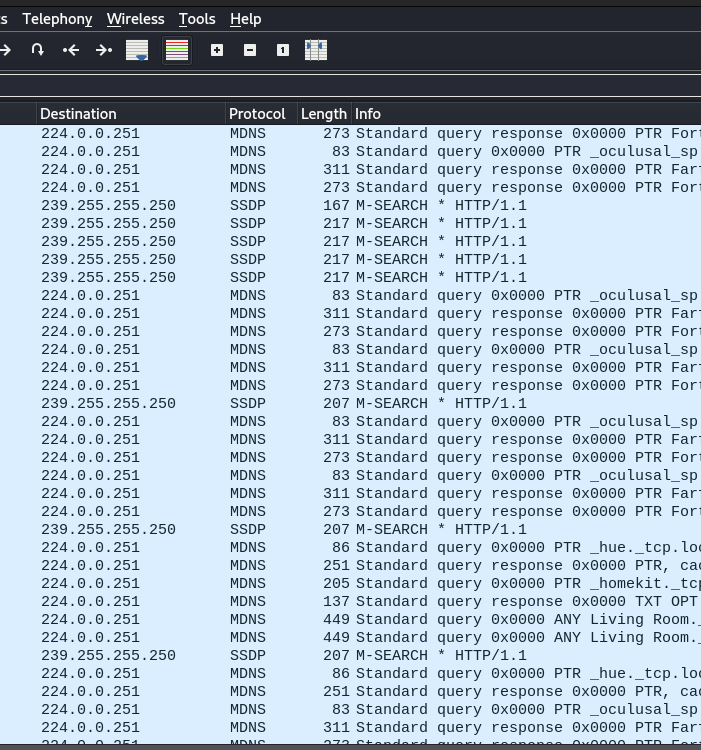 s Telephony Wireless Tools Help
1
Destination Protocol Length Info
224.0.0.251 MDNS 273 Standard query response 0x0000 PTR For
224.0.0.251 MDNS 83 Standard query 0x0000 PTR _oculusal_sp
224.0.0.251 MDNS 311 Standard query response 0x0000 PTR Far
224.0.0.251 MDNS 273 Standard query response 0x0000 PTR For
239.255.255.250 SSDP 167 M-SEARCH * HTTP/1.1
239.255.255.250 SSDP 217 M-SEARCH * HTTP/1.1
239.255.255.250 SSDP 217 M-SEARCH * HTTP/1.1
239.255.255.250 SSDP 217 M-SEARCH * HTTP/1.1
239.255.255.250 SSDP 217 M-SEARCH * HTTP/1.1
224.0.0.251 MDNS 83 Standard query 0x0000 PTR _oculusal_sp
224.0.0.251 MDNS 311 Standard query response 0x0000 PTR Far
224.0.0.251 MDNS 273 Standard query response 0x0000 PTR For
224.0.0.251 MDNS 83 Standard query 0x0000 PTR _oculusal_sp
224.0.0.251 MDNS 311 Standard query response 0x0000 PTR Far
224.0.0.251 MDNS 273 Standard query response 0x0000 PTR For
239.255.255.250 SSDP 207 M-SEARCH * HTTP/1.1
224.0.0.251 MDNS 83 Standard query 0x0000 PTR _oculusal_sp
224.0.0.251 MDNS 311 Standard query response 0x0000 PTR Far
224.0.0.251 MDNS 273 Standard query response 0x0000 PTR For
224.0.0.251 MDNS 83 Standard query 0x0000 PTR _oculusal_sp
224.0.0.251 MDNS 311 Standard query response 0x0000 PTR Far
224.0.0.251 MDNS 273 Standard query response 0x0000 PTR For
239.255.255.250 SSDP 207 M-SEARCH * HTTP/1.1
224.0.0.251 MDNS 86 Standard query 0x0000 PTR _hue._tcp.loc
224.0.0.251 MDNS 251 Standard query response 0x0000 PTR, cac
224.0.0.251 MDNS 205 Standard query 0x0000 PTR _homekit._tcp
224.0.0.251 MDNS 137 Standard query response 0x0000 TXT OPT
224.0.0.251 MDNS 449 Standard query 0x0000 ANY Living Room._
224.0.0.251 MDNS 449 Standard query 0x0000 ANY Living Room._
239.255.255.250 SSDP 207 M-SEARCH * HTTP/1.1
224.0.0.251 MDNS 86 Standard query 0x0000 PTR _hue._tcp.loc
224.0.0.251 MDNS 251 Standard query response 0x0000 PTR, cac
224.0.0.251 MDNS 83 Standard query 0x0000 PTR _oculusal_sp
224.0.0.251 MDNS 311 Standard query response 0x0000 PTR Far